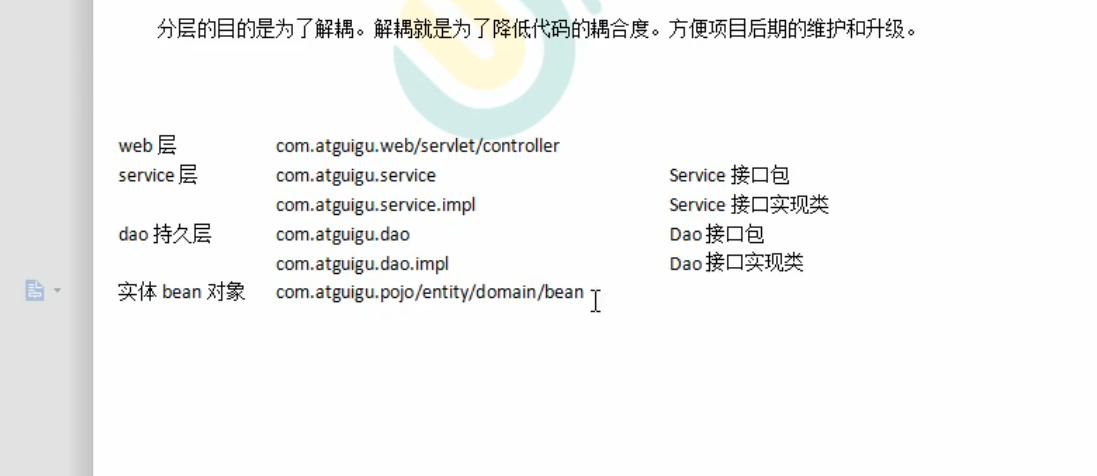 分层的目的是为了解耦。解耦就是为了降低代码的耦合度。方便项目后期的维护和升级。
web 层 com.atguigu.web/servlet/controller
service 层 com.atguigu.service Service 接口包
com.atguigu.service.impl Service 接口实现类
dao 持久层 com.atguigu.dao Dao 接口包
com.atguigu.dao.impl Dao 接口实现类
实体 bean 对象 com.atguigu.pojo/entity/domain/bean